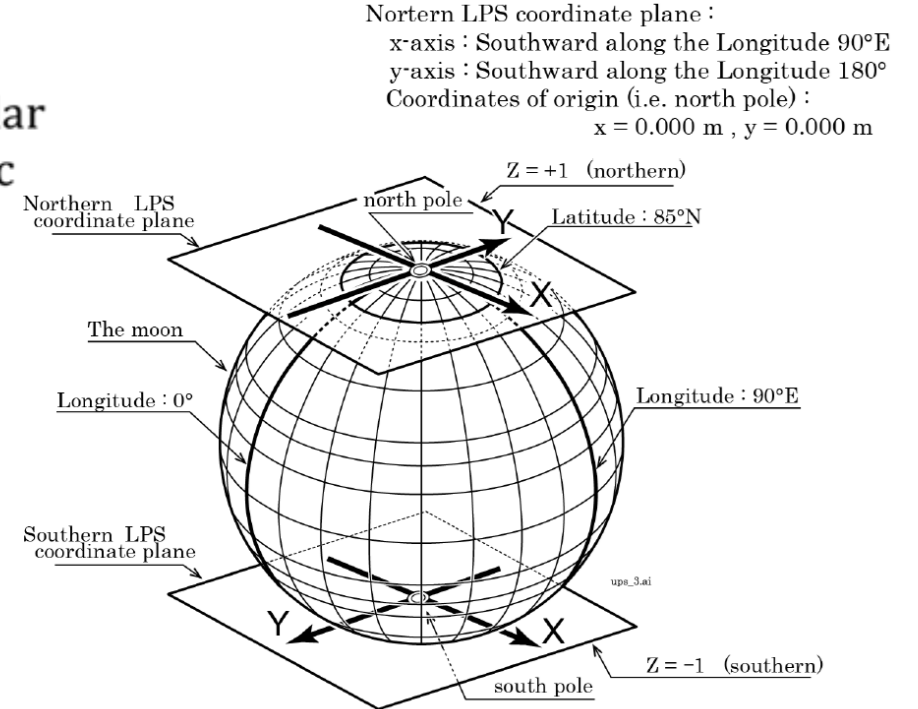 Nortern LPS coordinate plane :
x-axis : Southward along the Longitude 90°E
y-axis : Southward along the Longitude 180°
Coordinates of origin (i.e. north pole) :
x = 0.000 m , y = 0.000 m
ar
c
Z = +1 (northern)
Northern LPS
coordinate plane
north pole
Y
Latitude : 85°N
X
The moon
Longitude : 0°
Longitude : 90°E
Southern LPS
coordinate plane
ups_3.ai
Y
X
Z = -1 (southern)
south pole